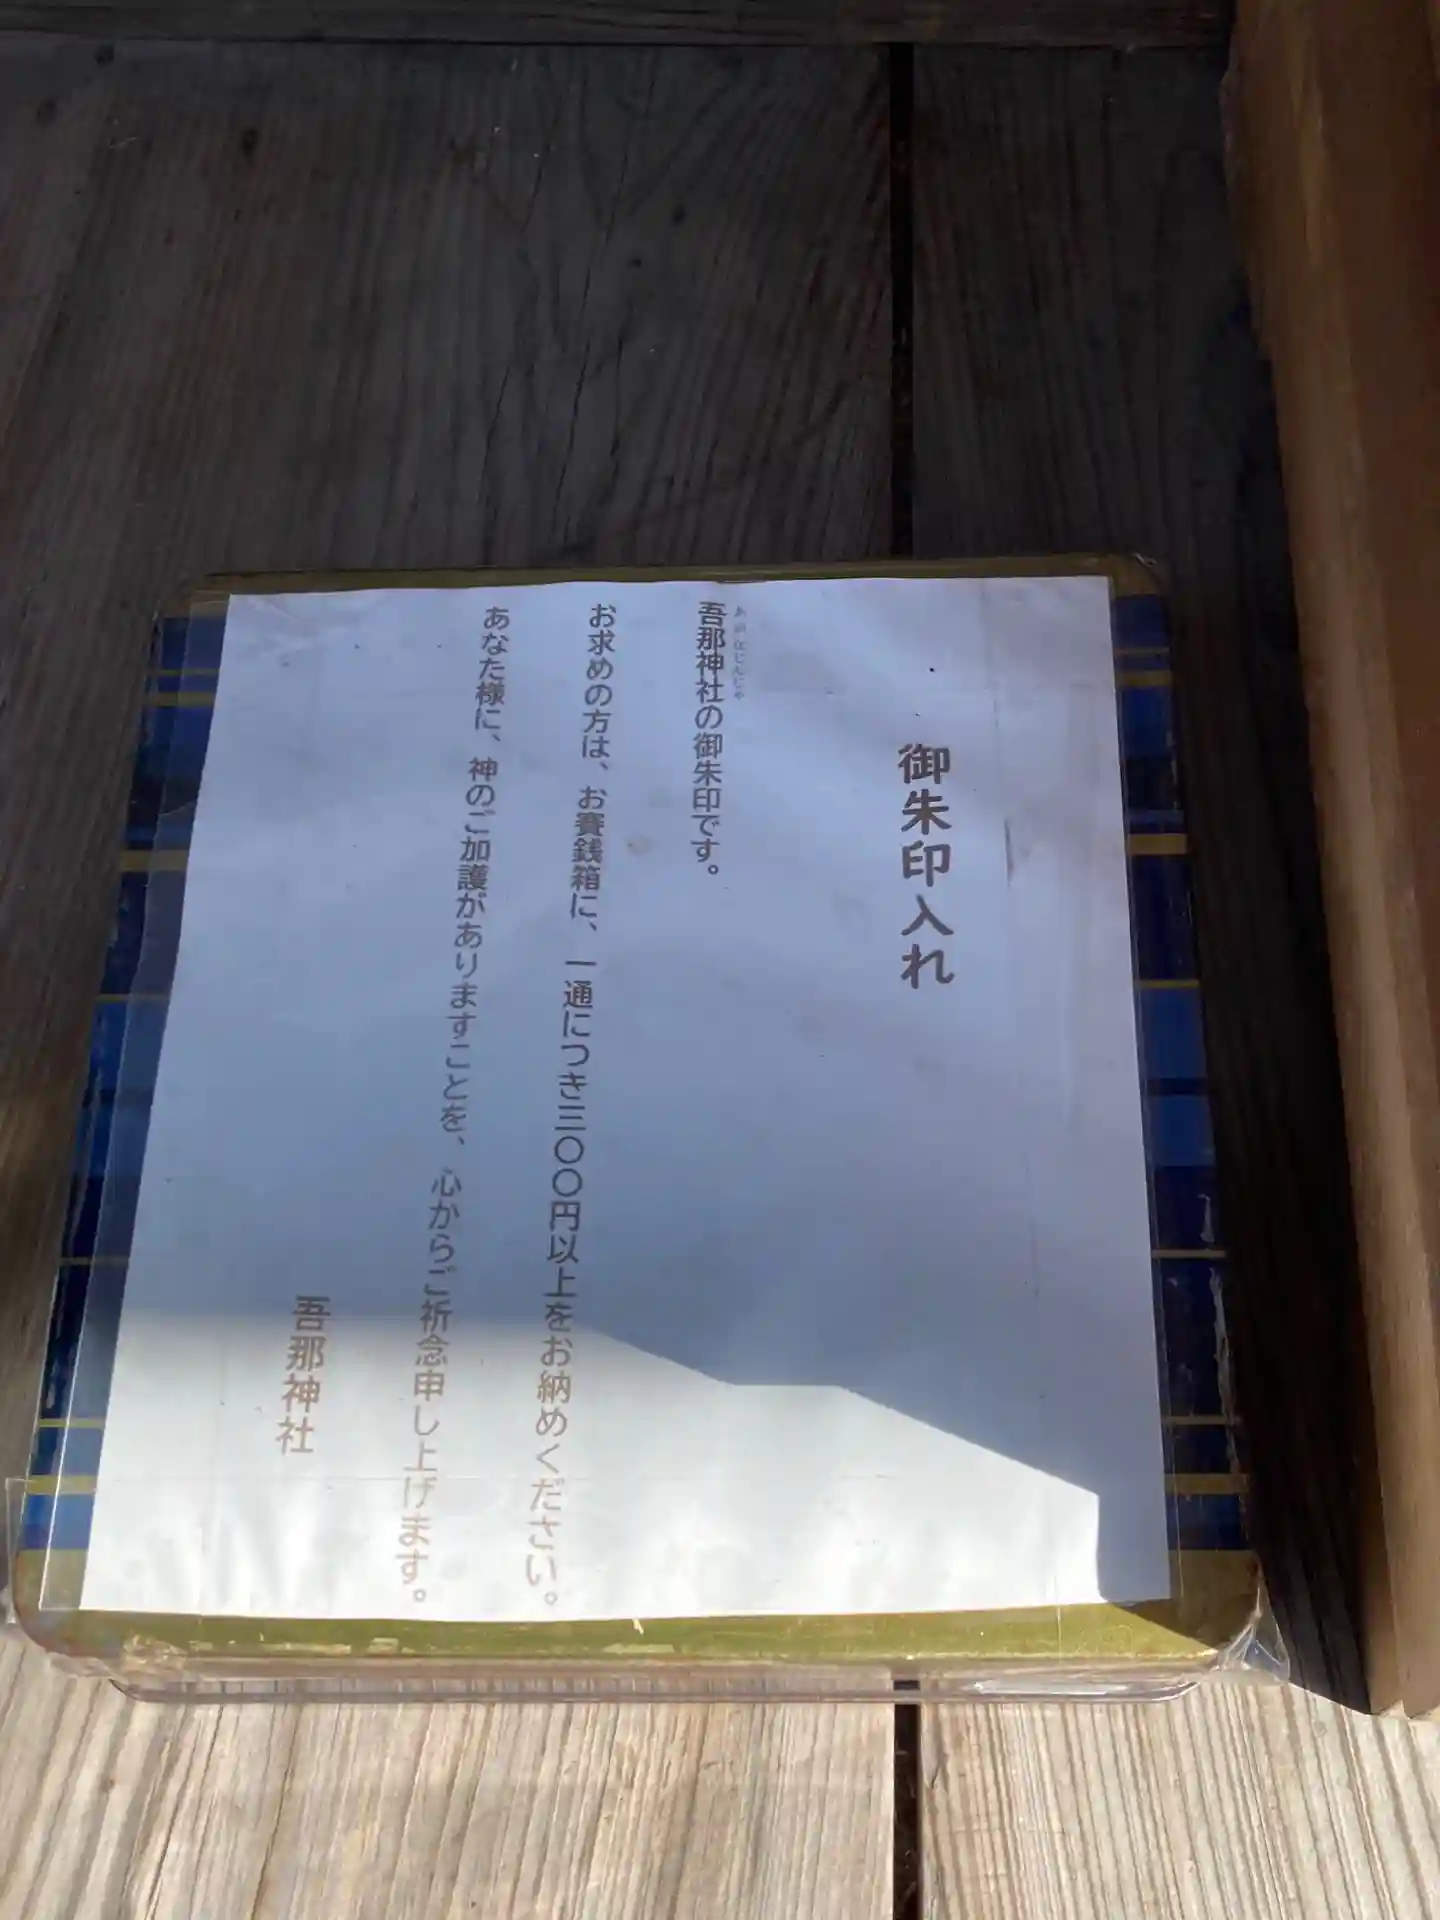 御朱印入れ
吾那神社の御朱印です。
お求めの方は、お賽銭箱に、一通につき三〇〇円以上をお納めください。
あなた様に、神のご加護がありますことを、心からご祈念申し上げます。
吾那神社